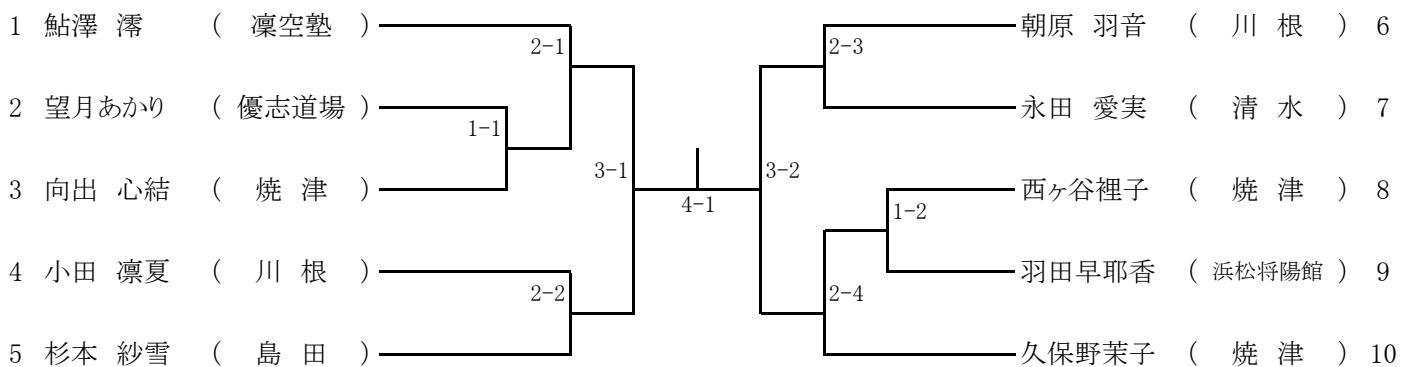 1 鮎澤 澪 ( 凜空塾 )
2 望月あかり ( 優志道場 )
3 向出 心結 ( 焼 津 )
4 小田 凛夏 ( 川 根 )
5 杉本 紗雪 ( 島 田 )
2-1
1-1
3-1
2-2
4-1
2-3
3-2
1-2
2-4
朝原 羽音 ( 川 根 ) 6
永田 愛実 ( 清 水 ) 7
西ヶ谷裡子 ( 焼 津 ) 8
羽田早耶香 ( 浜松将陽館 ) 9
久保野茉子 ( 焼 津 ) 10